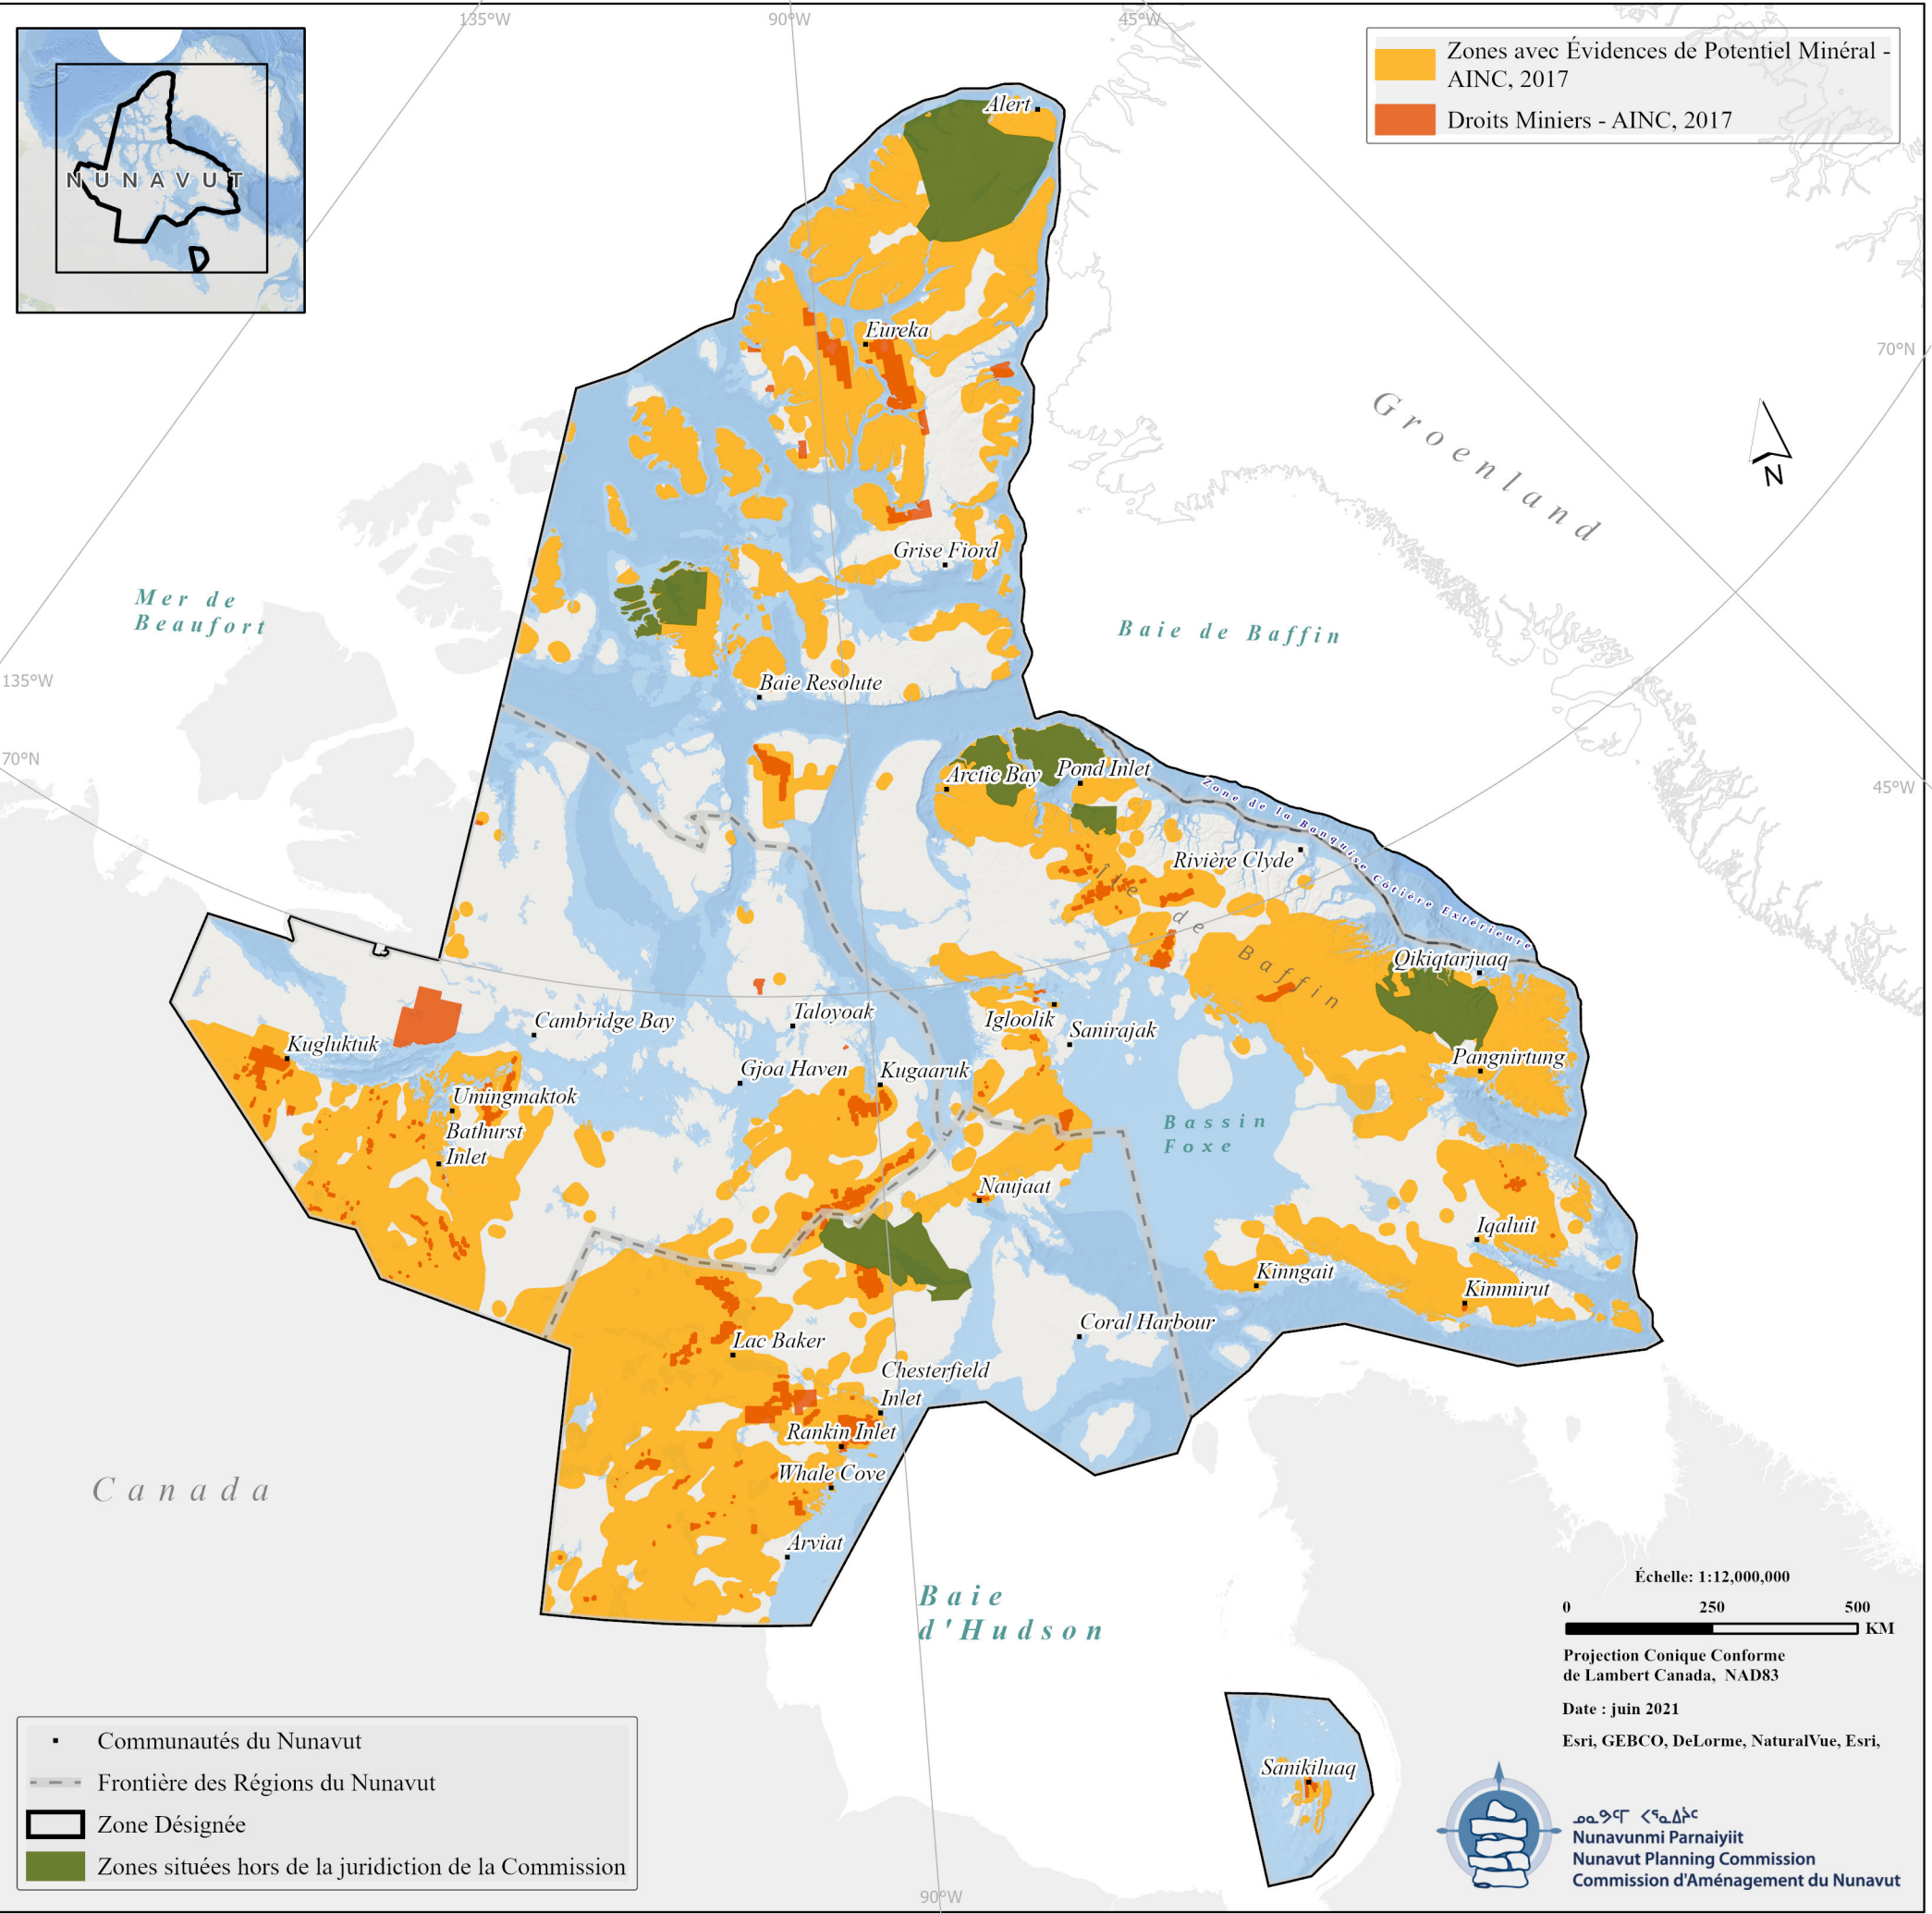 135°W
90°W
45°W
Zones avec Évidences de Potentiel Minéral -
AINC, 2017
Droits Miniers - AINC, 2017
NUNAVUT
Alert
Eureka
70°N
Groenland
N
Grise Fiord
Mer de
Beaufort
Baie de Baffin
135°W
Baie Resolute
70°N
Arctic Bay
Pond Inlet
Zone de la Banquise Côtière Extérieure
45°W
Rivière Clyde
Île de Baffin
Qikiqtarjuaq
Cambridge Bay
Taloyoak
Igloolik
Sanirajak
Kugluktuk
Gjoa Haven
Kugaaruk
Pangnirtung
Umingmaktok
Bathurst
Inlet
Bassin
Foxe
Naujaat
Iqaluit
Kinngait
Kimmirut
Coral Harbour
Lac Baker
Chesterfield
Inlet
Rankin Inlet
Whale Cove
Canada
Arviat
Baie
d'Hudson
Échelle: 1:12,000,000
0 250 500
KM
Projection Conique Conforme
de Lambert Canada, NAD83
Date : juin 2021
Esri, GEBCO, DeLorme, NaturalVue, Esri,
Sanikiluaq
Communautés du Nunavut
Frontière des Régions du Nunavut
Zone Désignée
Zones situées hors de la juridiction de la Commission
ᓄᓇᕗᒻᒥ ᐸᕐᓇᐃᔩᑦ
Nunavunmi Parnaiyiit
Nunavut Planning Commission
Commission d'Aménagement du Nunavut
90°W